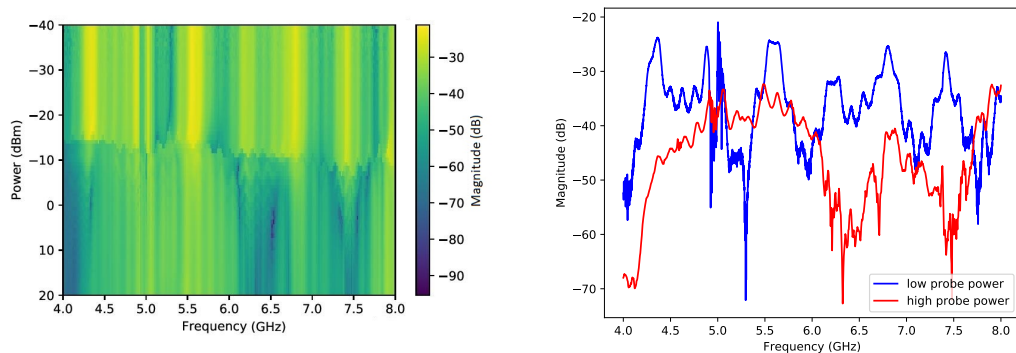 −40
−30
−20
−10
0
10
20
Power (dBm)
4.0 4.5 5.0 5.5 6.0 6.5 7.0 7.5 8.0
Frequency (GHz)
−30
−40
−50
−60
−70
−80
−90
Magnitude (dB)
−20
−30
−40
−50
−60
−70
Magnitude (dB)
4.0 4.5 5.0 5.5 6.0 6.5 7.0 7.5 8.0
Frequency (GHz)
low probe power
high probe power